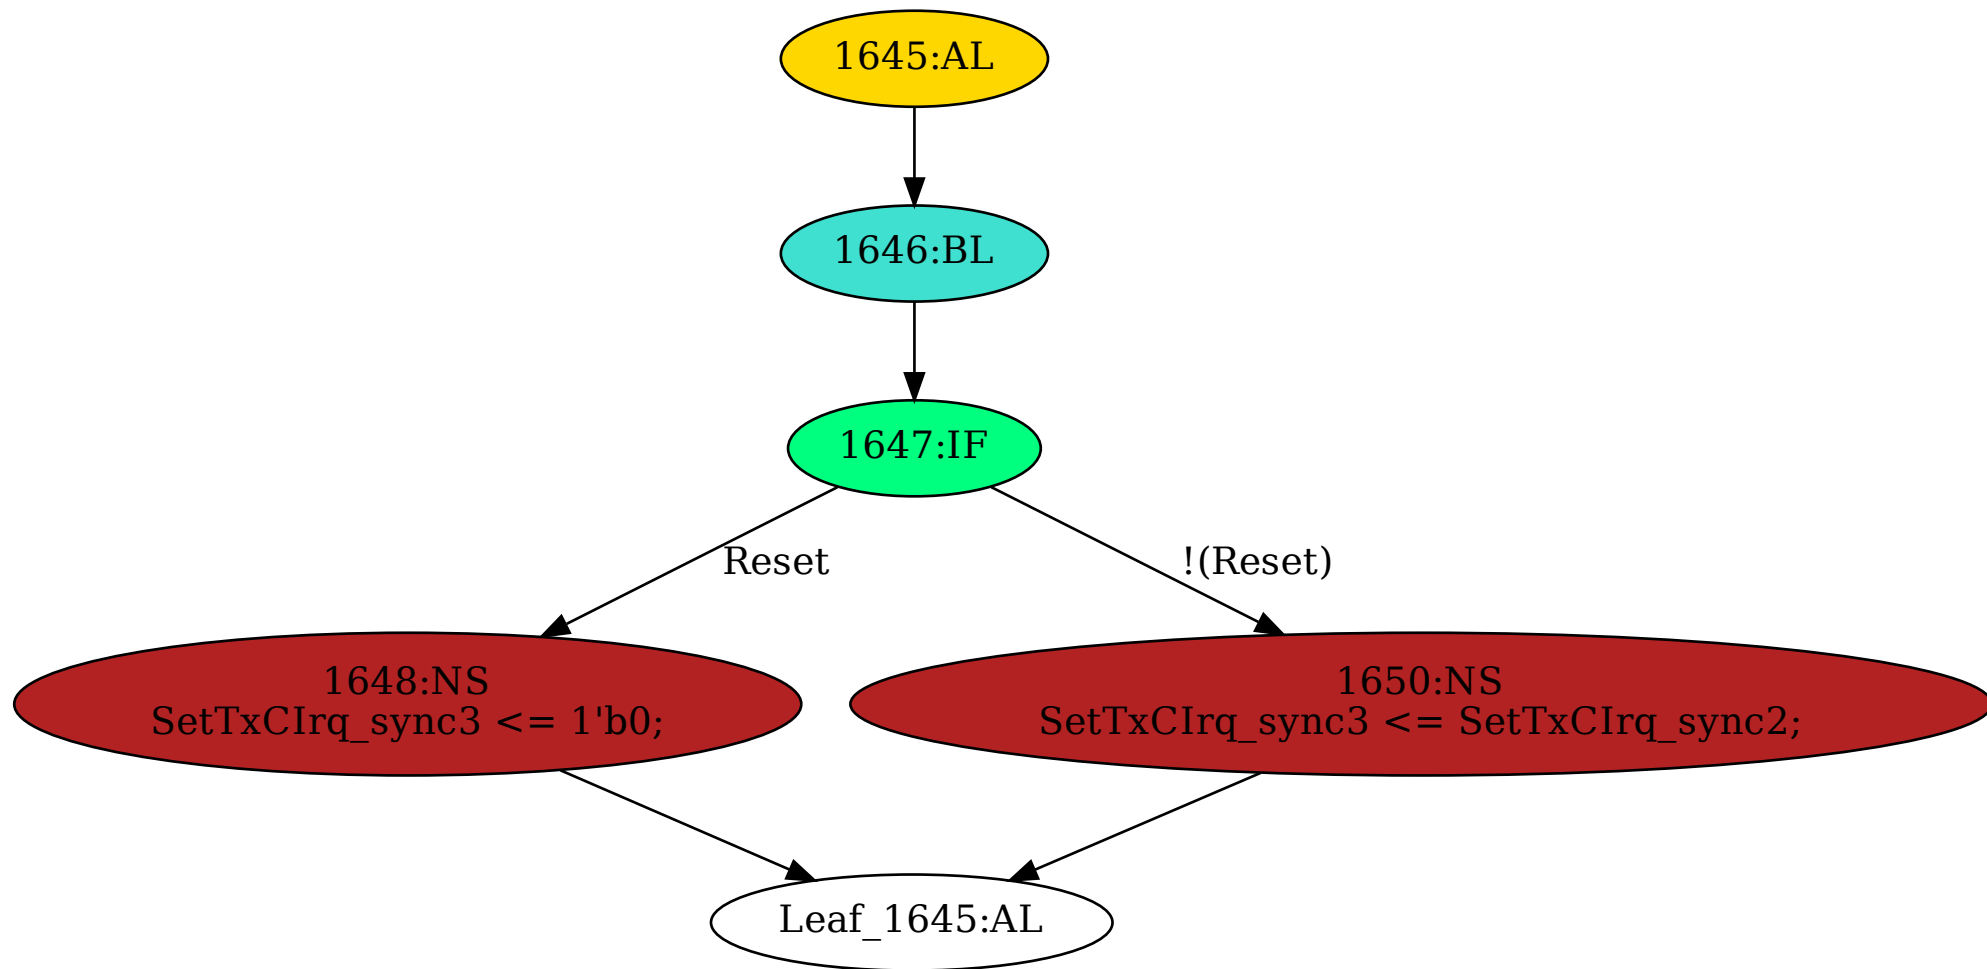 1645:AL
1646:BL
1647:IF
Reset
!(Reset)
1648:NS
SetTxCIrq_sync3 <= 1'b0;
1650:NS
SetTxCIrq_sync3 <= SetTxCIrq_sync2;
Leaf_1645:AL